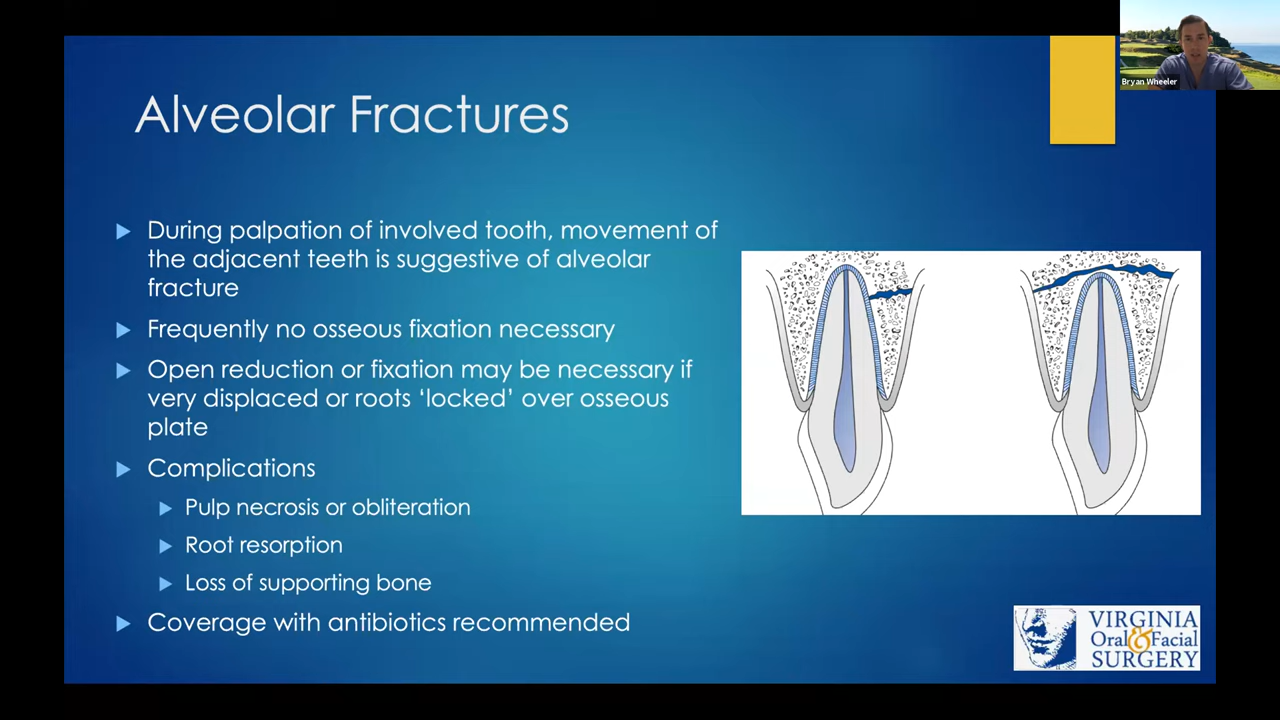 Bryan Wheeler
Alveolar Fractures
During palpation of involved tooth, movement of
the adjacent teeth is suggestive of alveolar
fracture
Frequently no osseous fixation necessary
Open reduction or fixation may be necessary if
very displaced or roots ‘locked’ over osseous
plate
Complications
Pulp necrosis or obliteration
Root resorption
Loss of supporting bone
Coverage with antibiotics recommended
VIRGINIA
Oral & Facial
SURGERY